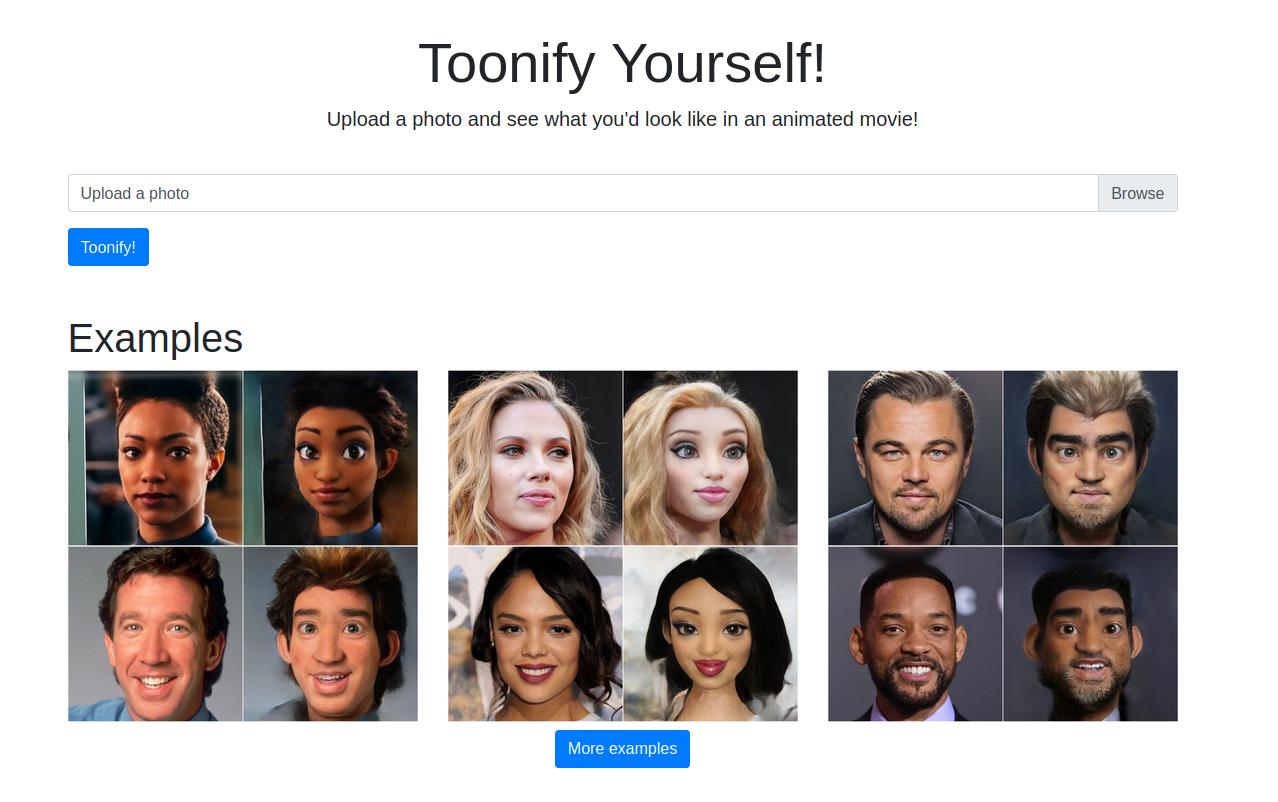 Toonify Yourself!
Upload a photo and see what you'd look like in an animated movie!
Upload a photo
Browse
Toonify!
Examples
More examples